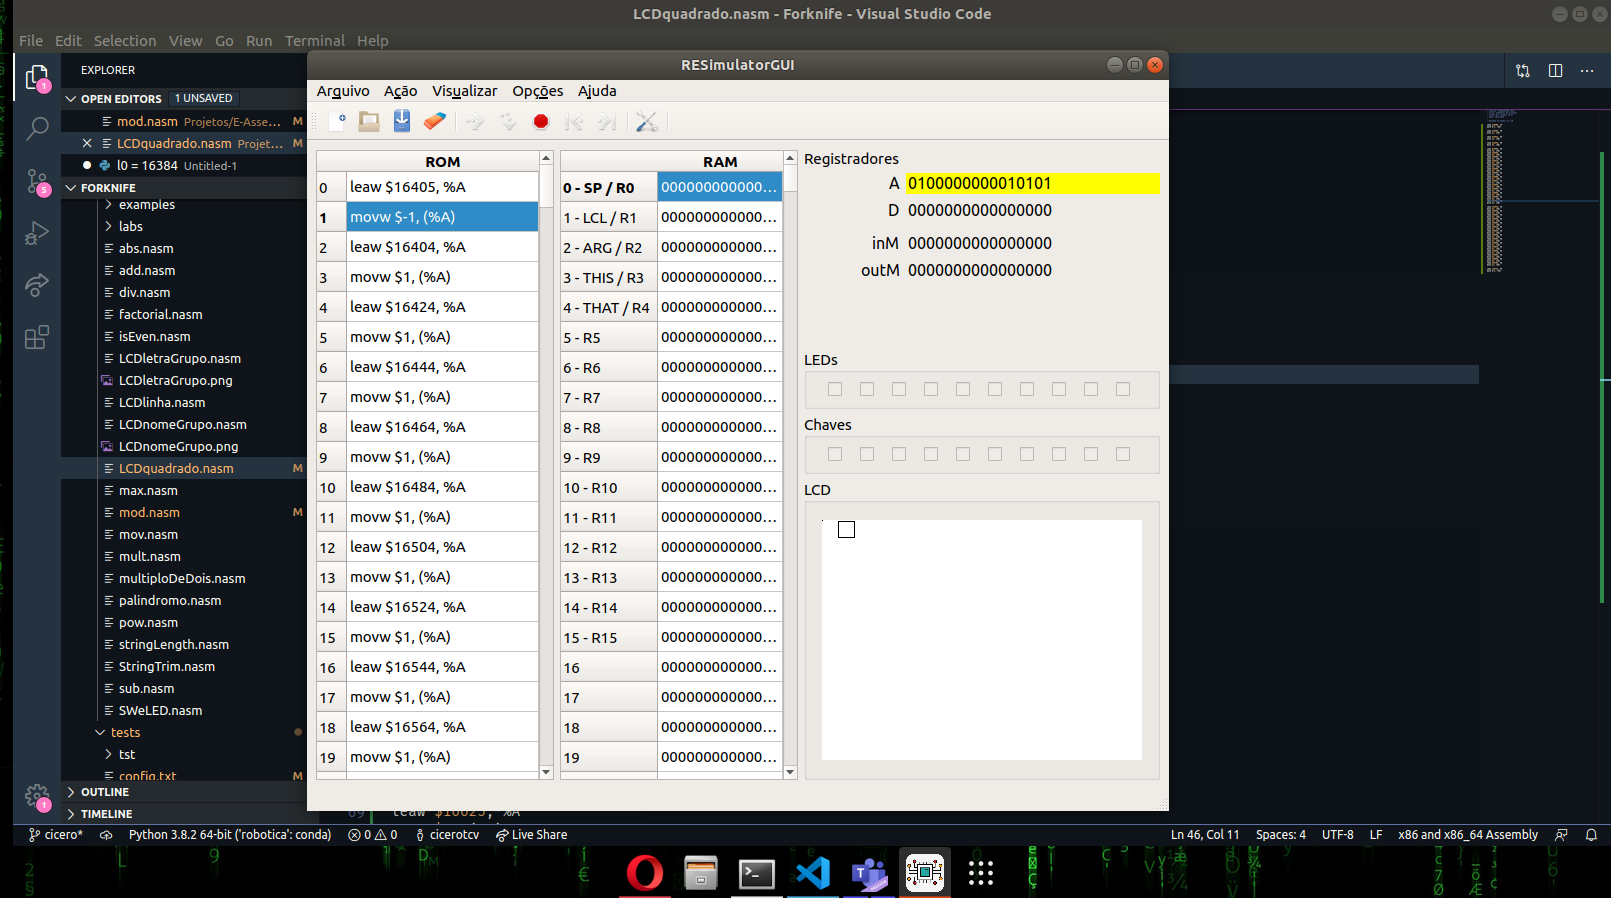 LCDquadrado.nasm - Forknife - Visual Studio Code
File Edit Selection View Go Run Terminal Help
EXPLORER
OPEN EDITORS 1 UNSAVED
mod.nasm Projetos/E-Asse... M
LCDquadrado.nasm Projet... M
l0 = 16384 Untitled-1
FORKNIFE
examples
labs
abs.nasm
add.nasm
div.nasm
factorial.nasm
isEven.nasm
LCDletraGrupo.nasm
LCDletraGrupo.png
LCDlinha.nasm
LCDnomeGrupo.nasm
LCDnomeGrupo.png
LCDquadrado.nasm M
max.nasm
mod.nasm M
mov.nasm
mult.nasm
multiploDeDois.nasm
palindromo.nasm
pow.nasm
stringLength.nasm
StringTrim.nasm
sub.nasm
SWeLED.nasm
tests
tst
config.txt M
OUTLINE
TIMELINE
1
5
1
RESimulatorGUI
Arquivo Ação Visualizar Opções Ajuda
ROM
0 leaw $16405, %A
1 movw $-1, (%A)
2 leaw $16404, %A
3 movw $1, (%A)
4 leaw $16424, %A
5 movw $1, (%A)
6 leaw $16444, %A
7 movw $1, (%A)
8 leaw $16464, %A
9 movw $1, (%A)
10 leaw $16484, %A
11 movw $1, (%A)
12 leaw $16504, %A
13 movw $1, (%A)
14 leaw $16524, %A
15 movw $1, (%A)
16 leaw $16544, %A
17 movw $1, (%A)
18 leaw $16564, %A
19 movw $1, (%A)
RAM
0 - SP / R0 000000000000...
1 - LCL / R1 000000000000...
2 - ARG / R2 000000000000...
3 - THIS / R3 000000000000...
4 - THAT / R4 000000000000...
5 - R5 000000000000...
6 - R6 000000000000...
7 - R7 000000000000...
8 - R8 000000000000...
9 - R9 000000000000...
10 - R10 000000000000...
11 - R11 000000000000...
12 - R12 000000000000...
13 - R13 000000000000...
14 - R14 000000000000...
15 - R15 000000000000...
16 000000000000...
17 000000000000...
18 000000000000...
19 000000000000...
Registradores
A 0100000000010101
D 0000000000000000
inM 0000000000000000
outM 0000000000000000
LEDs
Chaves
LCD
cicero* Python 3.8.2 64-bit ('robotica': conda) 0 0 cicerotcv Live Share
Ln 46, Col 11 Spaces: 4 UTF-8 LF x86 and x86_64 Assembly